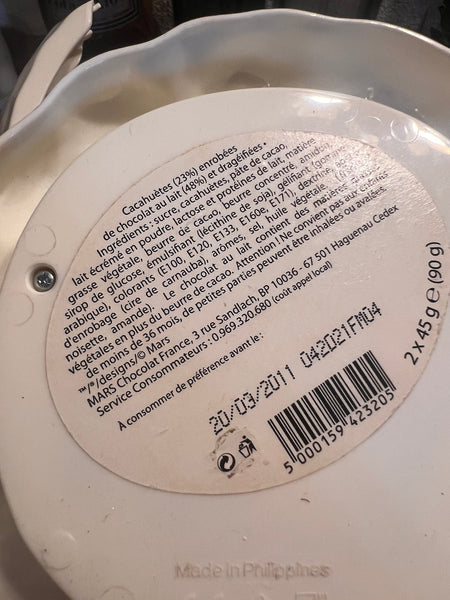 Cacahuètes (23%) enrobées
de chocolat au lait (48%) et dragéifiées •
Ingrédients : sucre, cacahuètes, pâte de cacao,
lait écrémé en poudre, lactose et protéines de lait, matière
grasse végétale, beurre de cacao, beurre concentré, amidon,
sirop de glucose, émulsifiant (lécithine de soja), gélifiant (gomme
arabique), colorants (E100, E120, E133, E160e, E171), dextrine,
d'enrobage (cire de carnauba), arômes, sel, huile végétale.
noisette, amande). Le chocolat au lait contient des matières grasses
végétales en plus du beurre de cacao. Attention ! Ne convient pas aux enfants
de moins de 36 mois, de petites parties peuvent être inhalées ou avalées.
™/®/designs/© Mars
MARS Chocolat France, 3 rue Sandlach, BP 10036 - 67 501 Haguenau Cedex
Service Consommateurs : 0.969.320.680 (coût appel local)
À consommer de préférence avant le :
20/03/2011 042021FM04
2 x 45 g e (90 g)
5 000159 423205
Made in Philippines